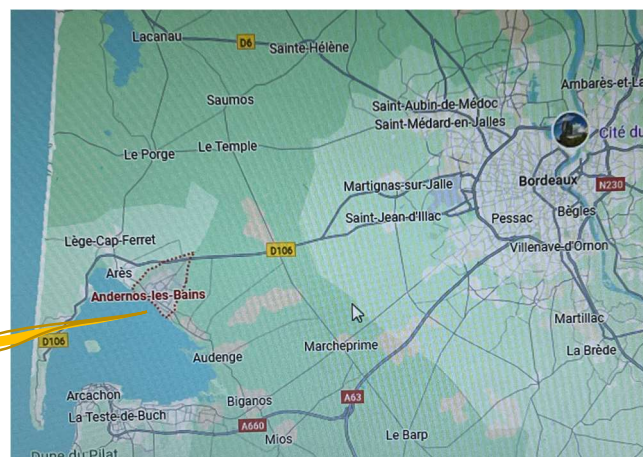 Lacanau
D6
Sainte-Hélène
Ambarès-et-La
Saumos
Saint-Aubin-de-Médoc
Saint-Médard-en-Jalles
Cité du
Le Porge
Le Temple
Martignas-sur-Jalle
Bordeaux
N230
Saint-Jean-d'Illac
Pessac
Bègles
Lège-Cap-Ferret
D106
Villenave-d'Ornon
Arès
Andernos-les-Bains
Martillac
D106
Marcheprime
La Brède
Audenge
Arcachon
Biganos
A63
La Teste-de-Buch
A660
Mios
Le Barp
Dune du Pilat